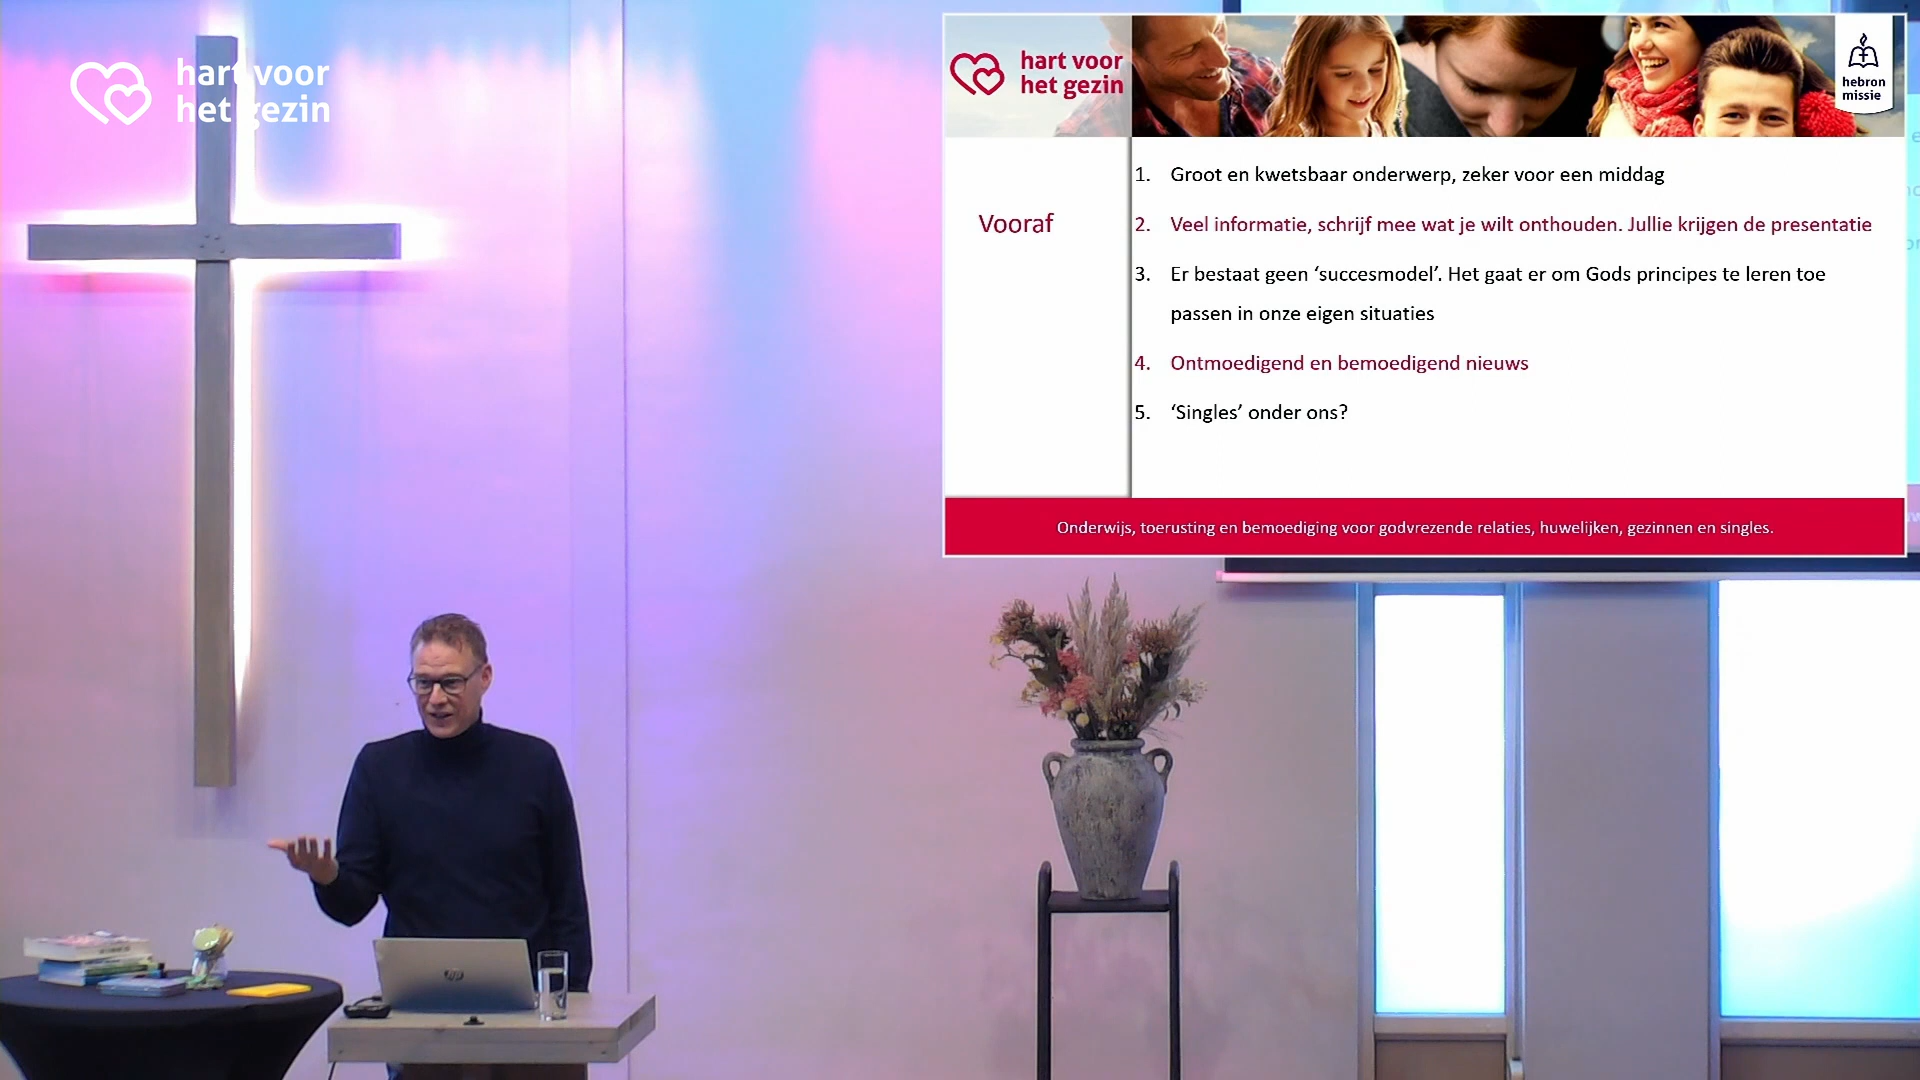 hart voor
het gezin
hart voor
het gezin
hebron
missie
Vooraf
1. Groot en kwetsbaar onderwerp, zeker voor een middag
2. Veel informatie, schrijf mee wat je wilt onthouden. Jullie krijgen de presentatie
3. Er bestaat geen ‘succesmodel’. Het gaat er om Gods principes te leren toe
passen in onze eigen situaties
4. Ontmoedigend en bemoedigend nieuws
5. ‘Singles’ onder ons?
Onderwijs, toerusting en bemoediging voor godvrezende relaties, huwelijken, gezinnen en singles.
hp